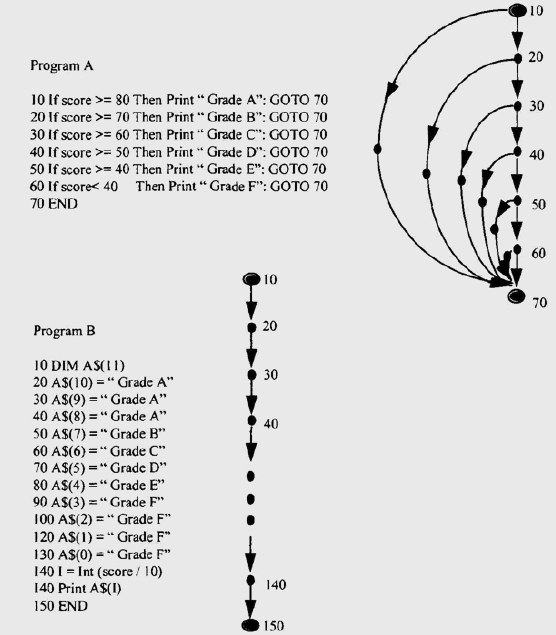 Program A
10 If score >= 80 Then Print “ Grade A”: GOTO 70
20 If score >= 70 Then Print “ Grade B”: GOTO 70
30 If score >= 60 Then Print “ Grade C”: GOTO 70
40 If score >= 50 Then Print “ Grade D”: GOTO 70
50 If score >= 40 Then Print “ Grade E”: GOTO 70
60 If score< 40 Then Print “ Grade F”: GOTO 70
70 END
10
20
30
40
50
60
70
Program B
10 DIM A$(11)
20 A$(10) = “ Grade A”
30 A$(9) = “ Grade A”
40 A$(8) = “ Grade A”
50 A$(7) = “ Grade B”
60 A$(6) = “ Grade C”
70 A$(5) = “ Grade D”
80 A$(4) = “ Grade E”
90 A$(3) = “ Grade F”
100 A$(2) = “ Grade F”
120 A$(1) = “ Grade F”
130 A$(0) = “ Grade F”
140 I = Int (score / 10)
140 Print A$(I)
150 END
10
20
30
40
140
150